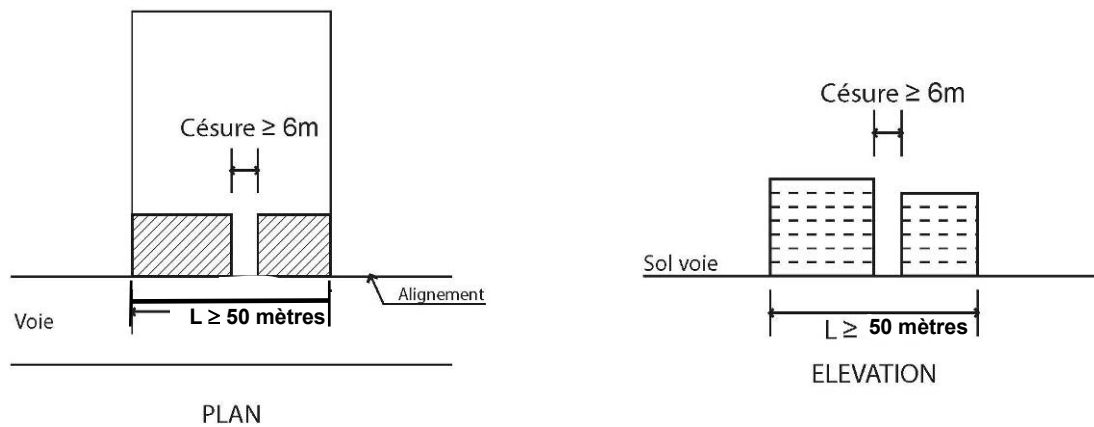 Césure ≥ 6m
Alignement
Voie
L ≥ 50 mètres
PLAN
Césure ≥ 6m
Sol voie
L ≥ 50 mètres
ELEVATION